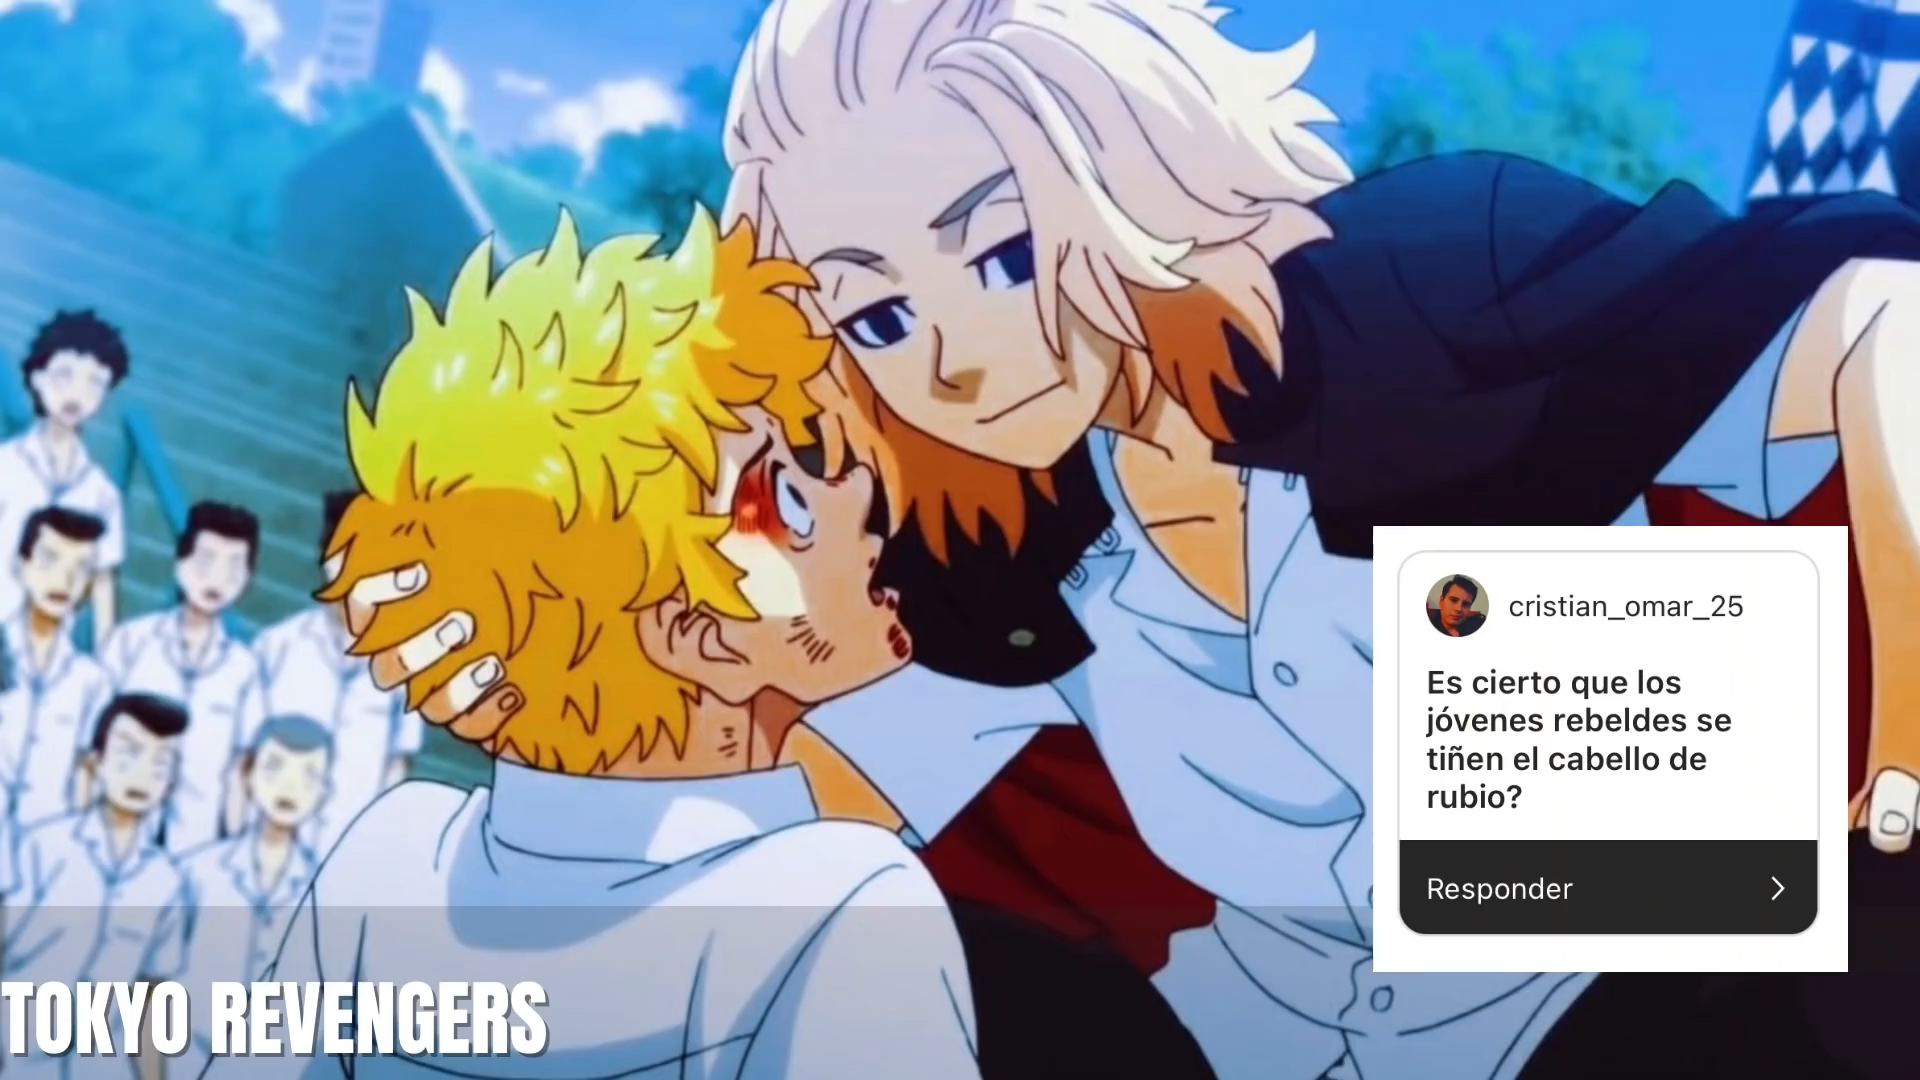 cristian_omar_25
Es cierto que los
jóvenes rebeldes se
tiñen el cabello de
rubio?
Responder
TOKYO REVENGERS